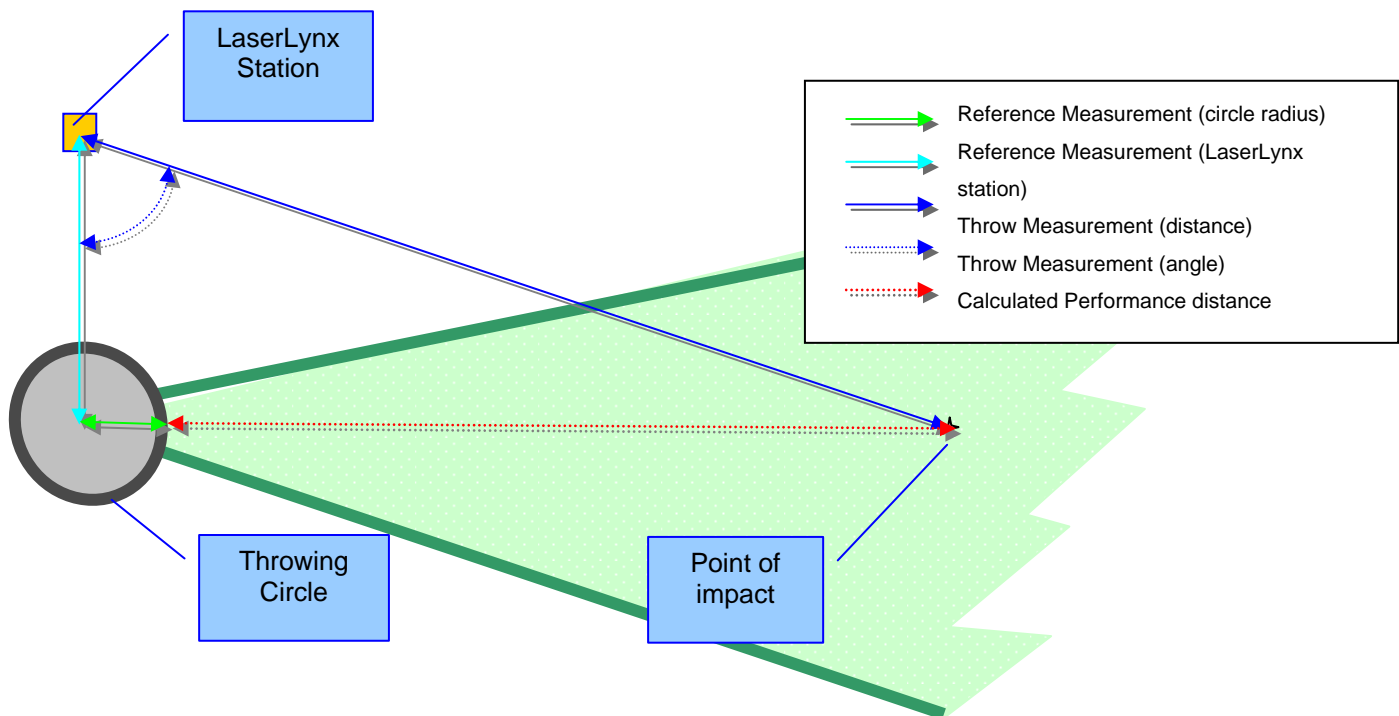 LaserLynx
Station
Reference Measurement (circle radius)
Reference Measurement (LaserLynx
station)
Throw Measurement (distance)
Throw Measurement (angle)
Calculated Performance distance
Throwing
Circle
Point of
impact